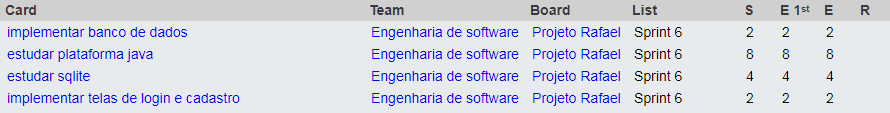 Card Team Board List S E 1st E R
implementar banco de dados Engenharia de software Projeto Rafael Sprint 6 2 2 2
estudar plataforma java Engenharia de software Projeto Rafael Sprint 6 8 8 8
estudar sqlite Engenharia de software Projeto Rafael Sprint 6 4 4 4
implementar telas de login e cadastro Engenharia de software Projeto Rafael Sprint 6 2 2 2